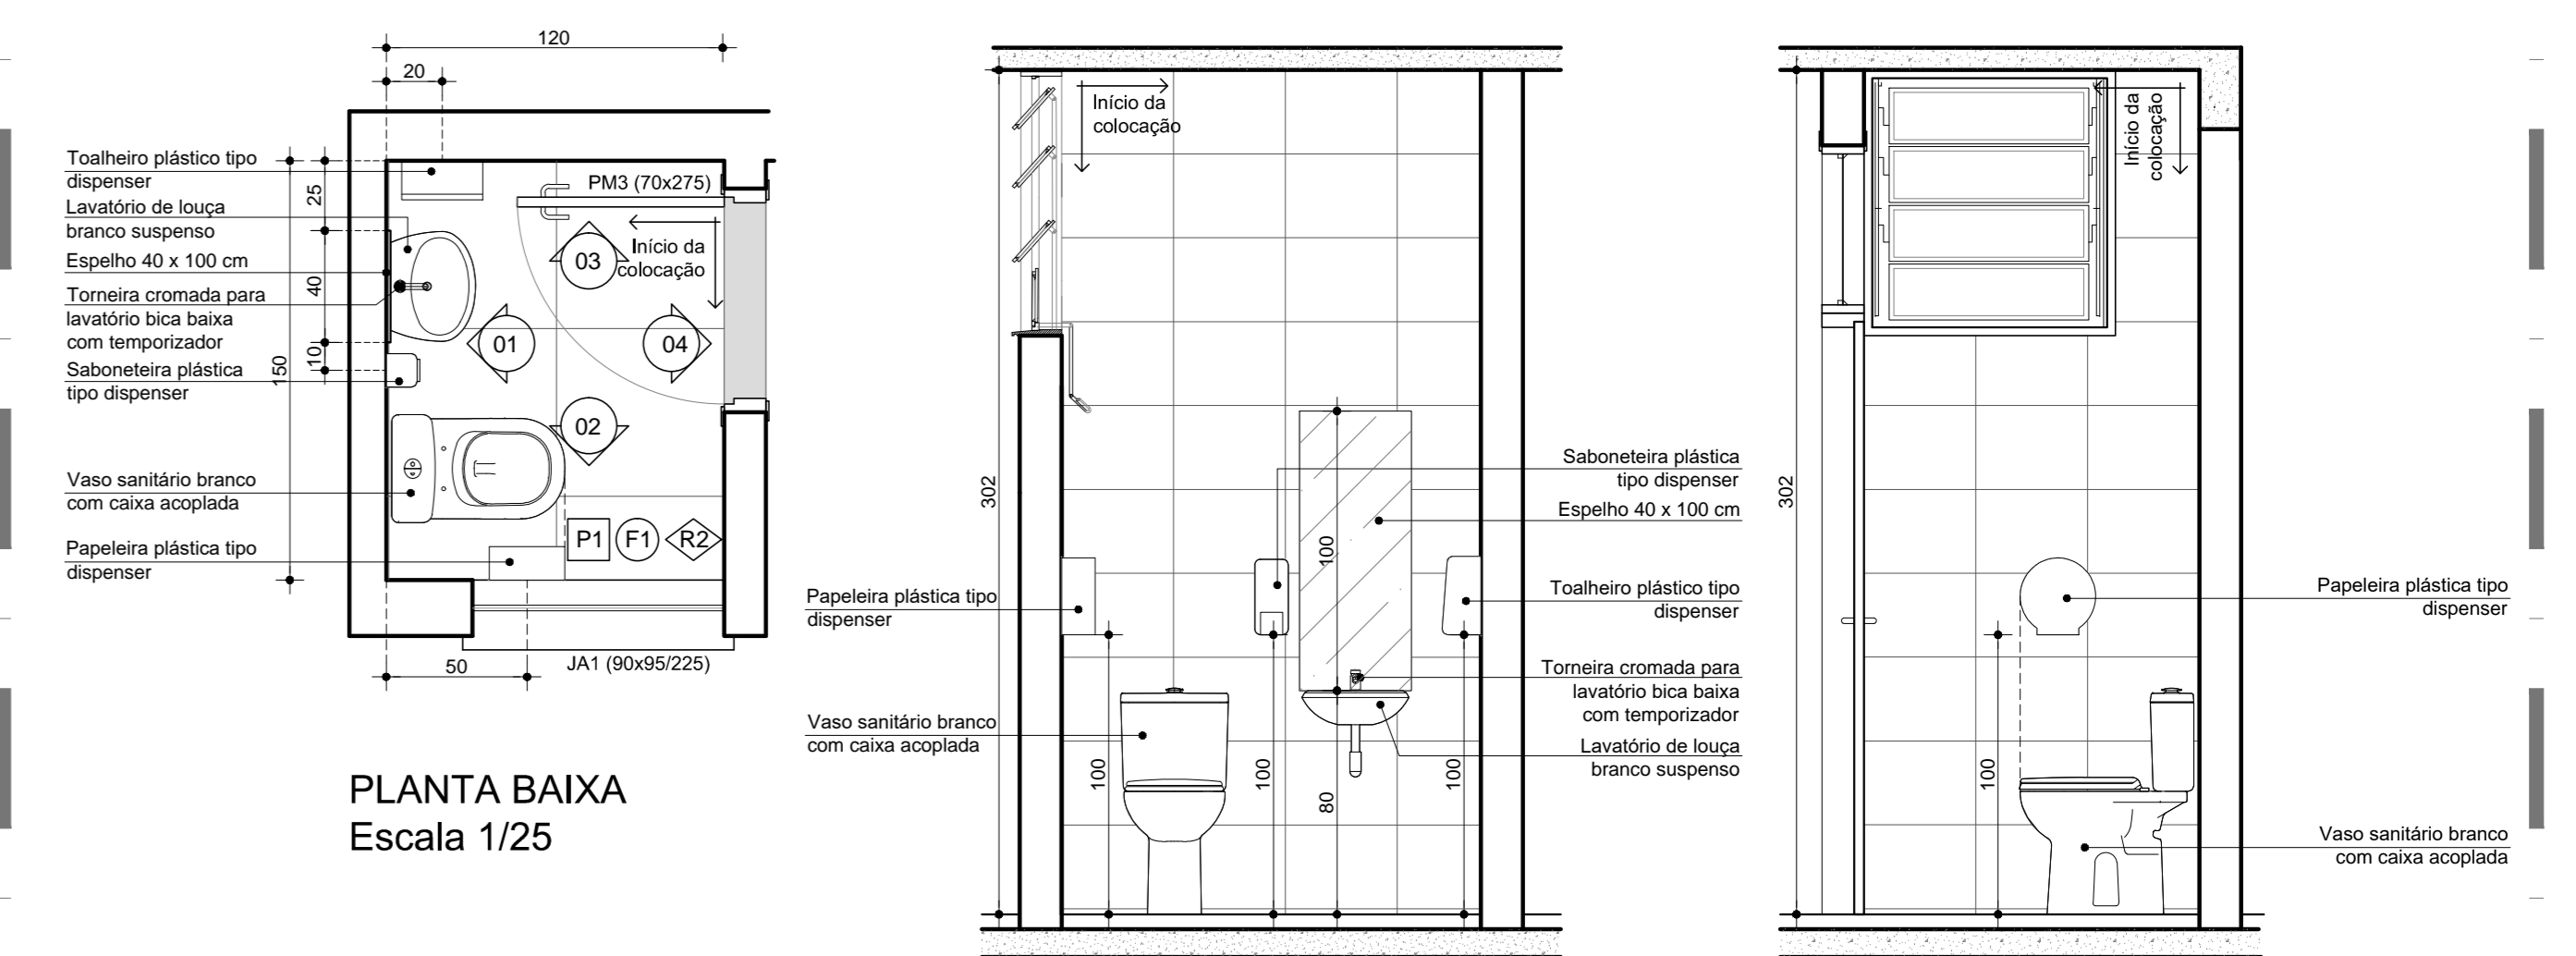 120
20
Toalheiro plástico tipo
dispenser
Lavatório de louça
branco suspenso
Espelho 40 x 100 cm
Torneira cromada para
lavatório bica baixa
com temporizador
Saboneteira plástica
tipo dispenser
Vaso sanitário branco
com caixa acoplada
Papeleira plástica tipo
dispenser
25
40
10
150
PM3 (70x275)
Início da
colocação
03
01
04
02
P1
F1
R2
50
JA1 (90x95/225)
PLANTA BAIXA
Escala 1/25
Início da
colocação
302
Papeleira plástica tipo
dispenser
Vaso sanitário branco
com caixa acoplada
100
100
100
80
100
Saboneteira plástica
tipo dispenser
Espelho 40 x 100 cm
Toalheiro plástico tipo
dispenser
Torneira cromada para
lavatório bica baixa
com temporizador
Lavatório de louça
branco suspenso
Início da
colocação
302
100
Papeleira plástica tipo
dispenser
Vaso sanitário branco
com caixa acoplada